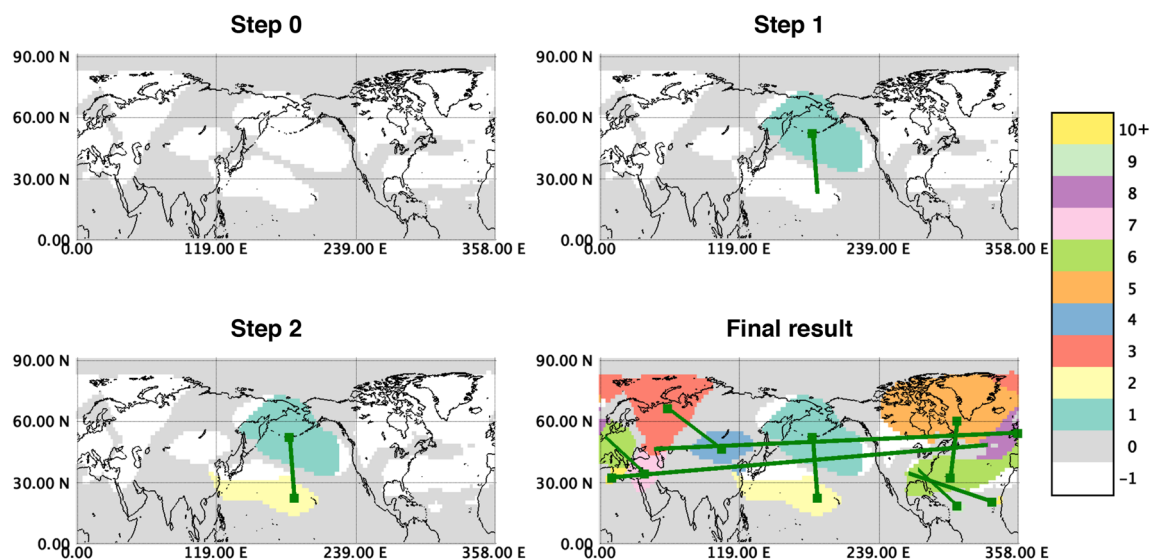 Step 0
90.00 N
60.00 N
30.00 N
0.00
0.00
119.00 E
239.00 E
358.00 E
Step 1
90.00 N
60.00 N
30.00 N
0.00
0.00
119.00 E
239.00 E
358.00 E
Step 2
90.00 N
60.00 N
30.00 N
0.00
0.00
119.00 E
239.00 E
358.00 E
Final result
90.00 N
60.00 N
30.00 N
0.00
0.00
119.00 E
239.00 E
358.00 E
10+
9
8
7
6
5
4
3
2
1
0
−1